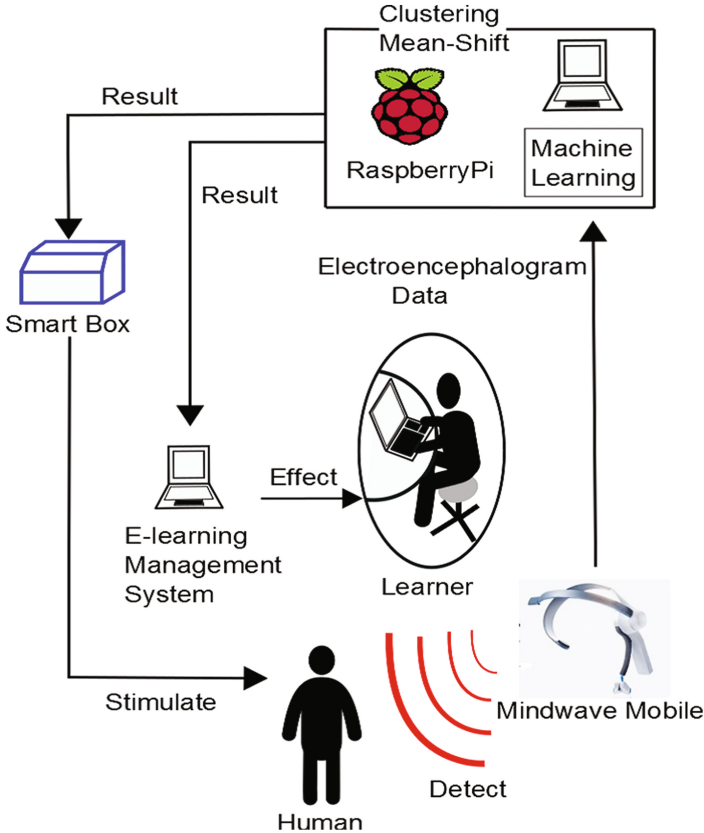 Clustering
Mean-Shift
Result
RaspberryPi
Machine
Learning
Result
Electroencephalogram
Data
Smart Box
Effect
E-learning
Management
System
Learner
Stimulate
Mindwave Mobile
Detect
Human